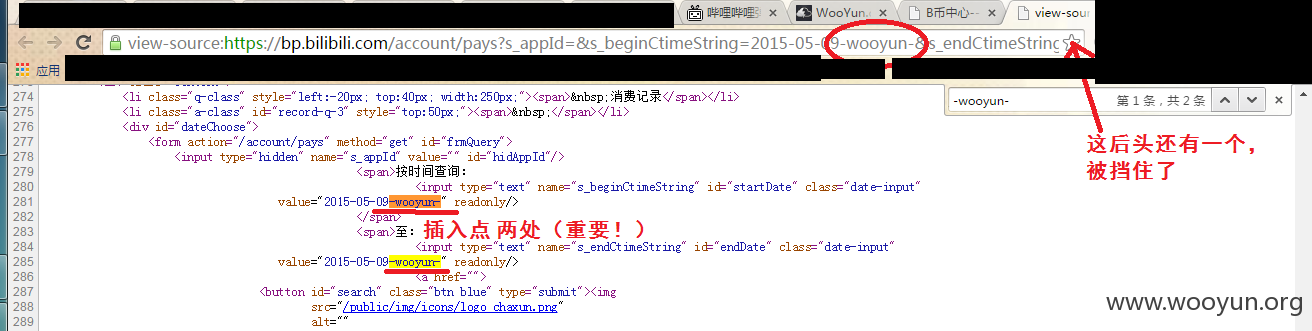 哔哩哔哩
WooYun.o
B币中心--
view-sour
view-source:https://bp.bilibili.com/account/pays?s_appId=&s_beginCtimeString=2015-05-09-wooyun-&s_endCtimeString
应用
-wooyun-
第 1 条，共 2 条
274 <li class="q-class" style="left:-20px; top:40px; width:250px;"><span>&nbsp;消费记录</span></li>
275 <li class="a-class" id="record-q-3" style="top:50px;"><span>&nbsp;</span></li>
276 <div id="dateChoose">
277 <form action="/account/pays" method="get" id="frmQuery">
278 <input type="hidden" name="s_appId" value="" id="hidAppId"/>
279 <span>按时间查询：
280 <input type="text" name="s_beginCtimeString" id="startDate" class="date-input"
281 value="2015-05-09-wooyun-" readonly/>
282 </span>
283 <span>至：
284 <input type="text" name="s_endCtimeString" id="endDate" class="date-input"
285 value="2015-05-09-wooyun-" readonly/>
286 <a href="">
287 <button id="search" class="btn blue" type="submit"><img
288 src="/public/img/icons/logo_chaxun.png"
289 alt=""
插入点 两处（重要！）
这后头还有一个，
被挡住了
www.wooyun.org